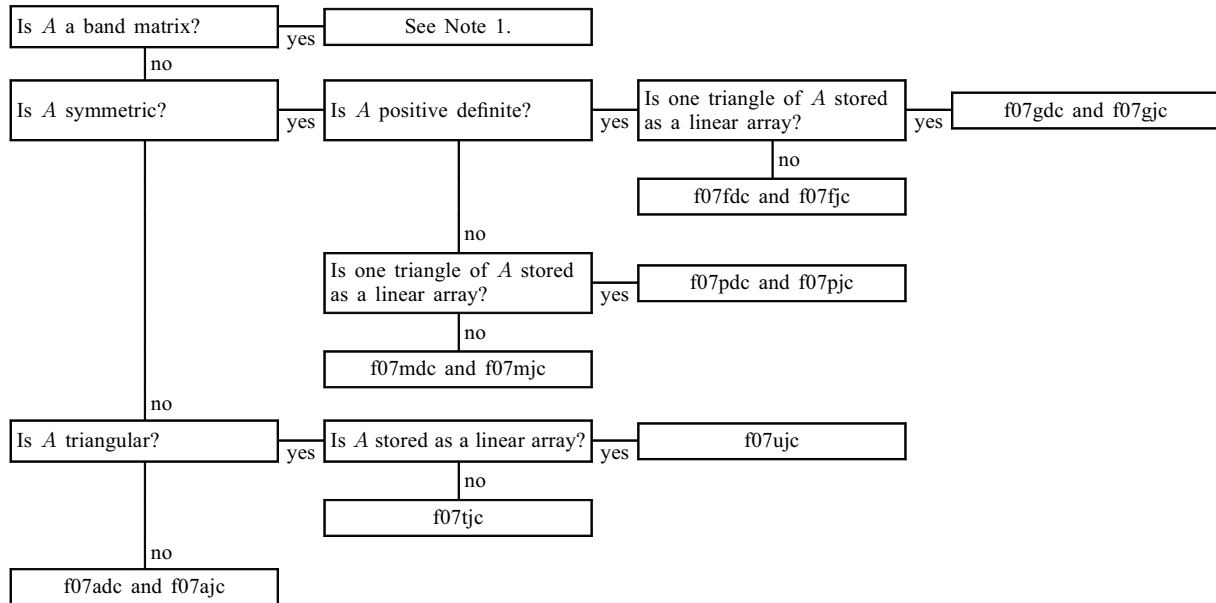 Is A a band matrix?
yes
See Note 1.
no
Is A symmetric?
yes
Is A positive definite?
yes
Is one triangle of A stored
as a linear array?
yes
f07gdc and f07gjc
no
f07fdc and f07fjc
no
Is one triangle of A stored
as a linear array?
yes
f07pdc and f07pjc
no
f07mdc and f07mjc
no
Is A triangular?
yes
Is A stored as a linear array?
yes
f07ujc
no
f07tjc
no
f07adc and f07ajc